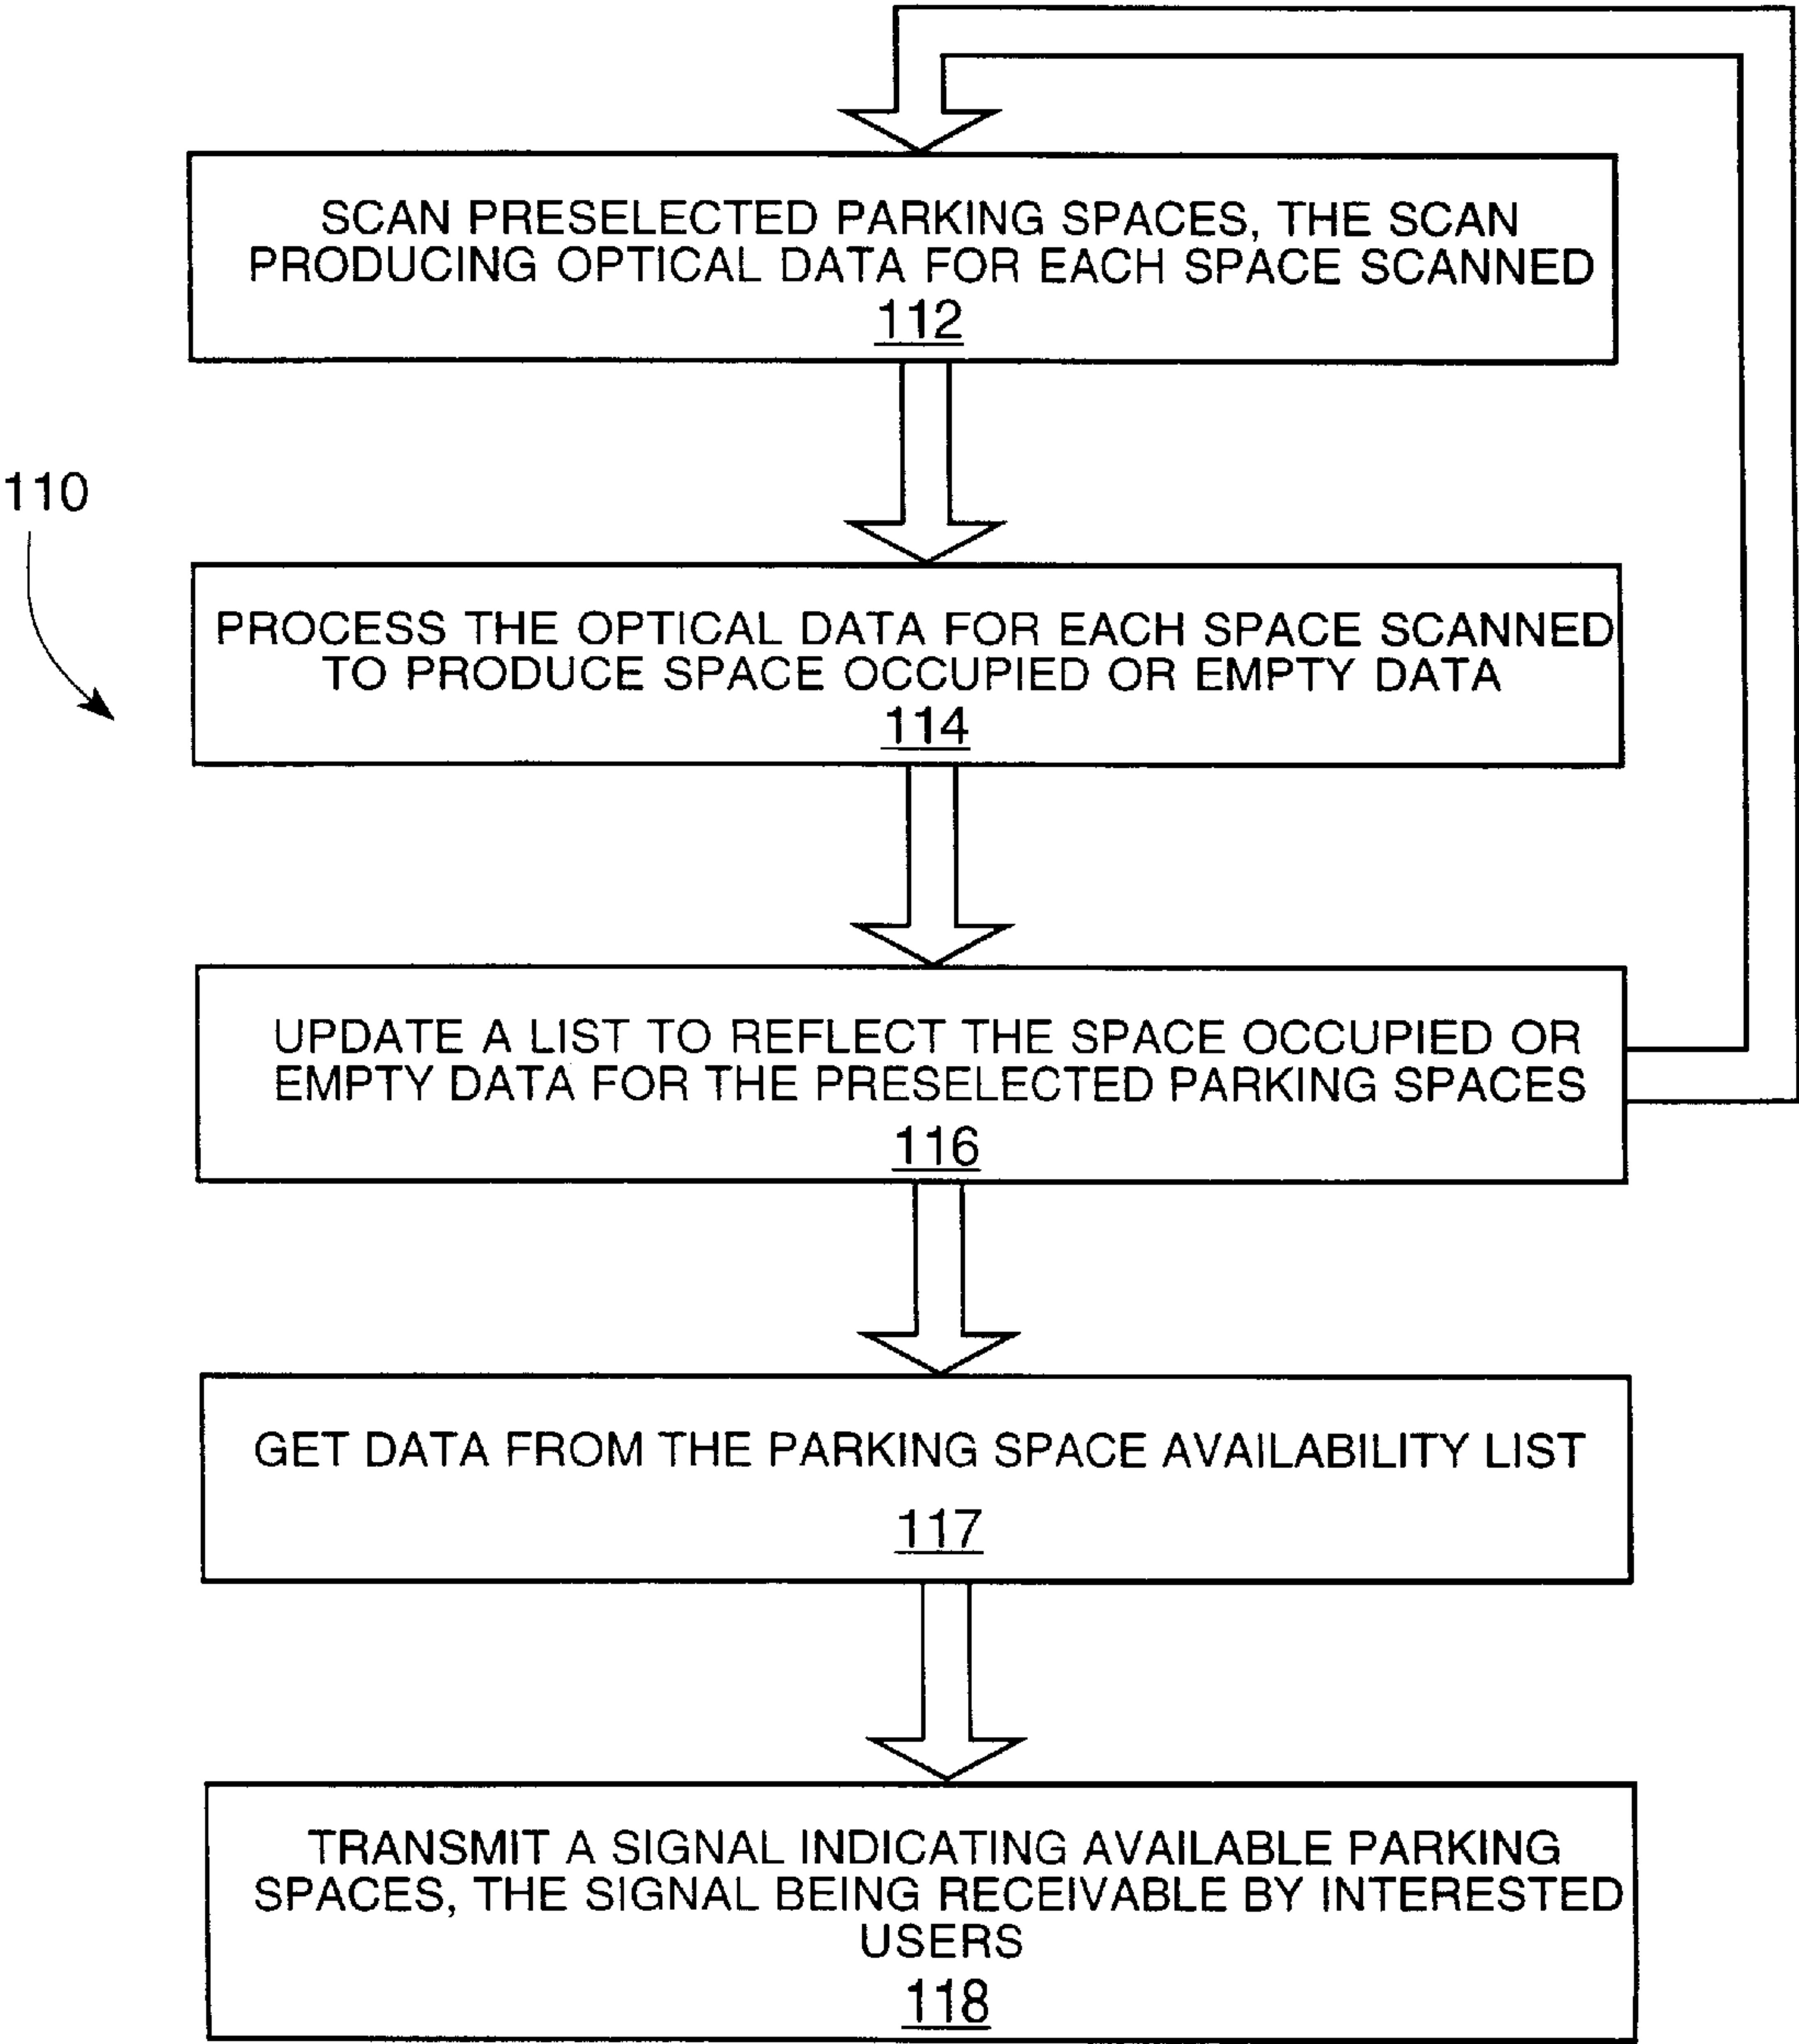 SCAN PRESELECTED PARKING SPACES, THE SCAN
PRODUCING OPTICAL DATA FOR EACH SPACE SCANNED
112
110
PROCESS THE OPTICAL DATA FOR EACH SPACE SCANNED
TO PRODUCE SPACE OCCUPIED OR EMPTY DATA
114
UPDATE A LIST TO REFLECT THE SPACE OCCUPIED OR
EMPTY DATA FOR THE PRESELECTED PARKING SPACES
116
GET DATA FROM THE PARKING SPACE AVAILABILITY LIST
117
TRANSMIT A SIGNAL INDICATING AVAILABLE PARKING
SPACES, THE SIGNAL BEING RECEIVABLE BY INTERESTED
USERS
118